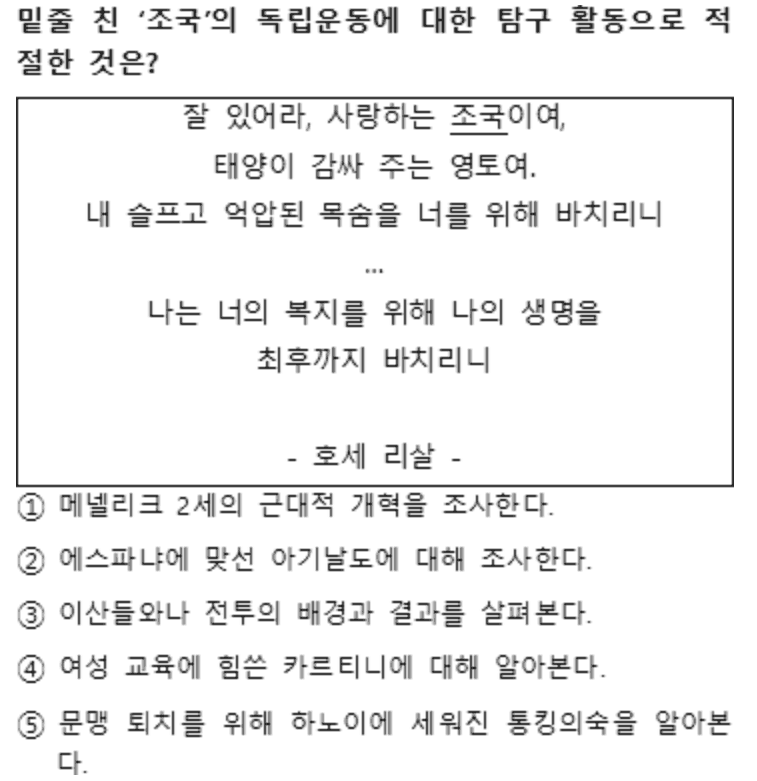 밑줄 친 ‘조국’의 독립운동에 대한 탐구 활동으로 적
절한 것은?
잘 있어라, 사랑하는 조국이여,
태양이 감싸 주는 영토여.
내 슬프고 억압된 목숨을 너를 위해 바치리니
...
나는 너의 복지를 위해 나의 생명을
최후까지 바치리니
- 호세 리살 -
① 메넬리크 2세의 근대적 개혁을 조사한다.
② 에스파냐에 맞선 아기날도에 대해 조사한다.
③ 이산들와나 전투의 배경과 결과를 살펴본다.
④ 여성 교육에 힘쓴 카르티니에 대해 알아본다.
⑤ 문맹 퇴치를 위해 하노이에 세워진 통킹의숙을 알아본
다.